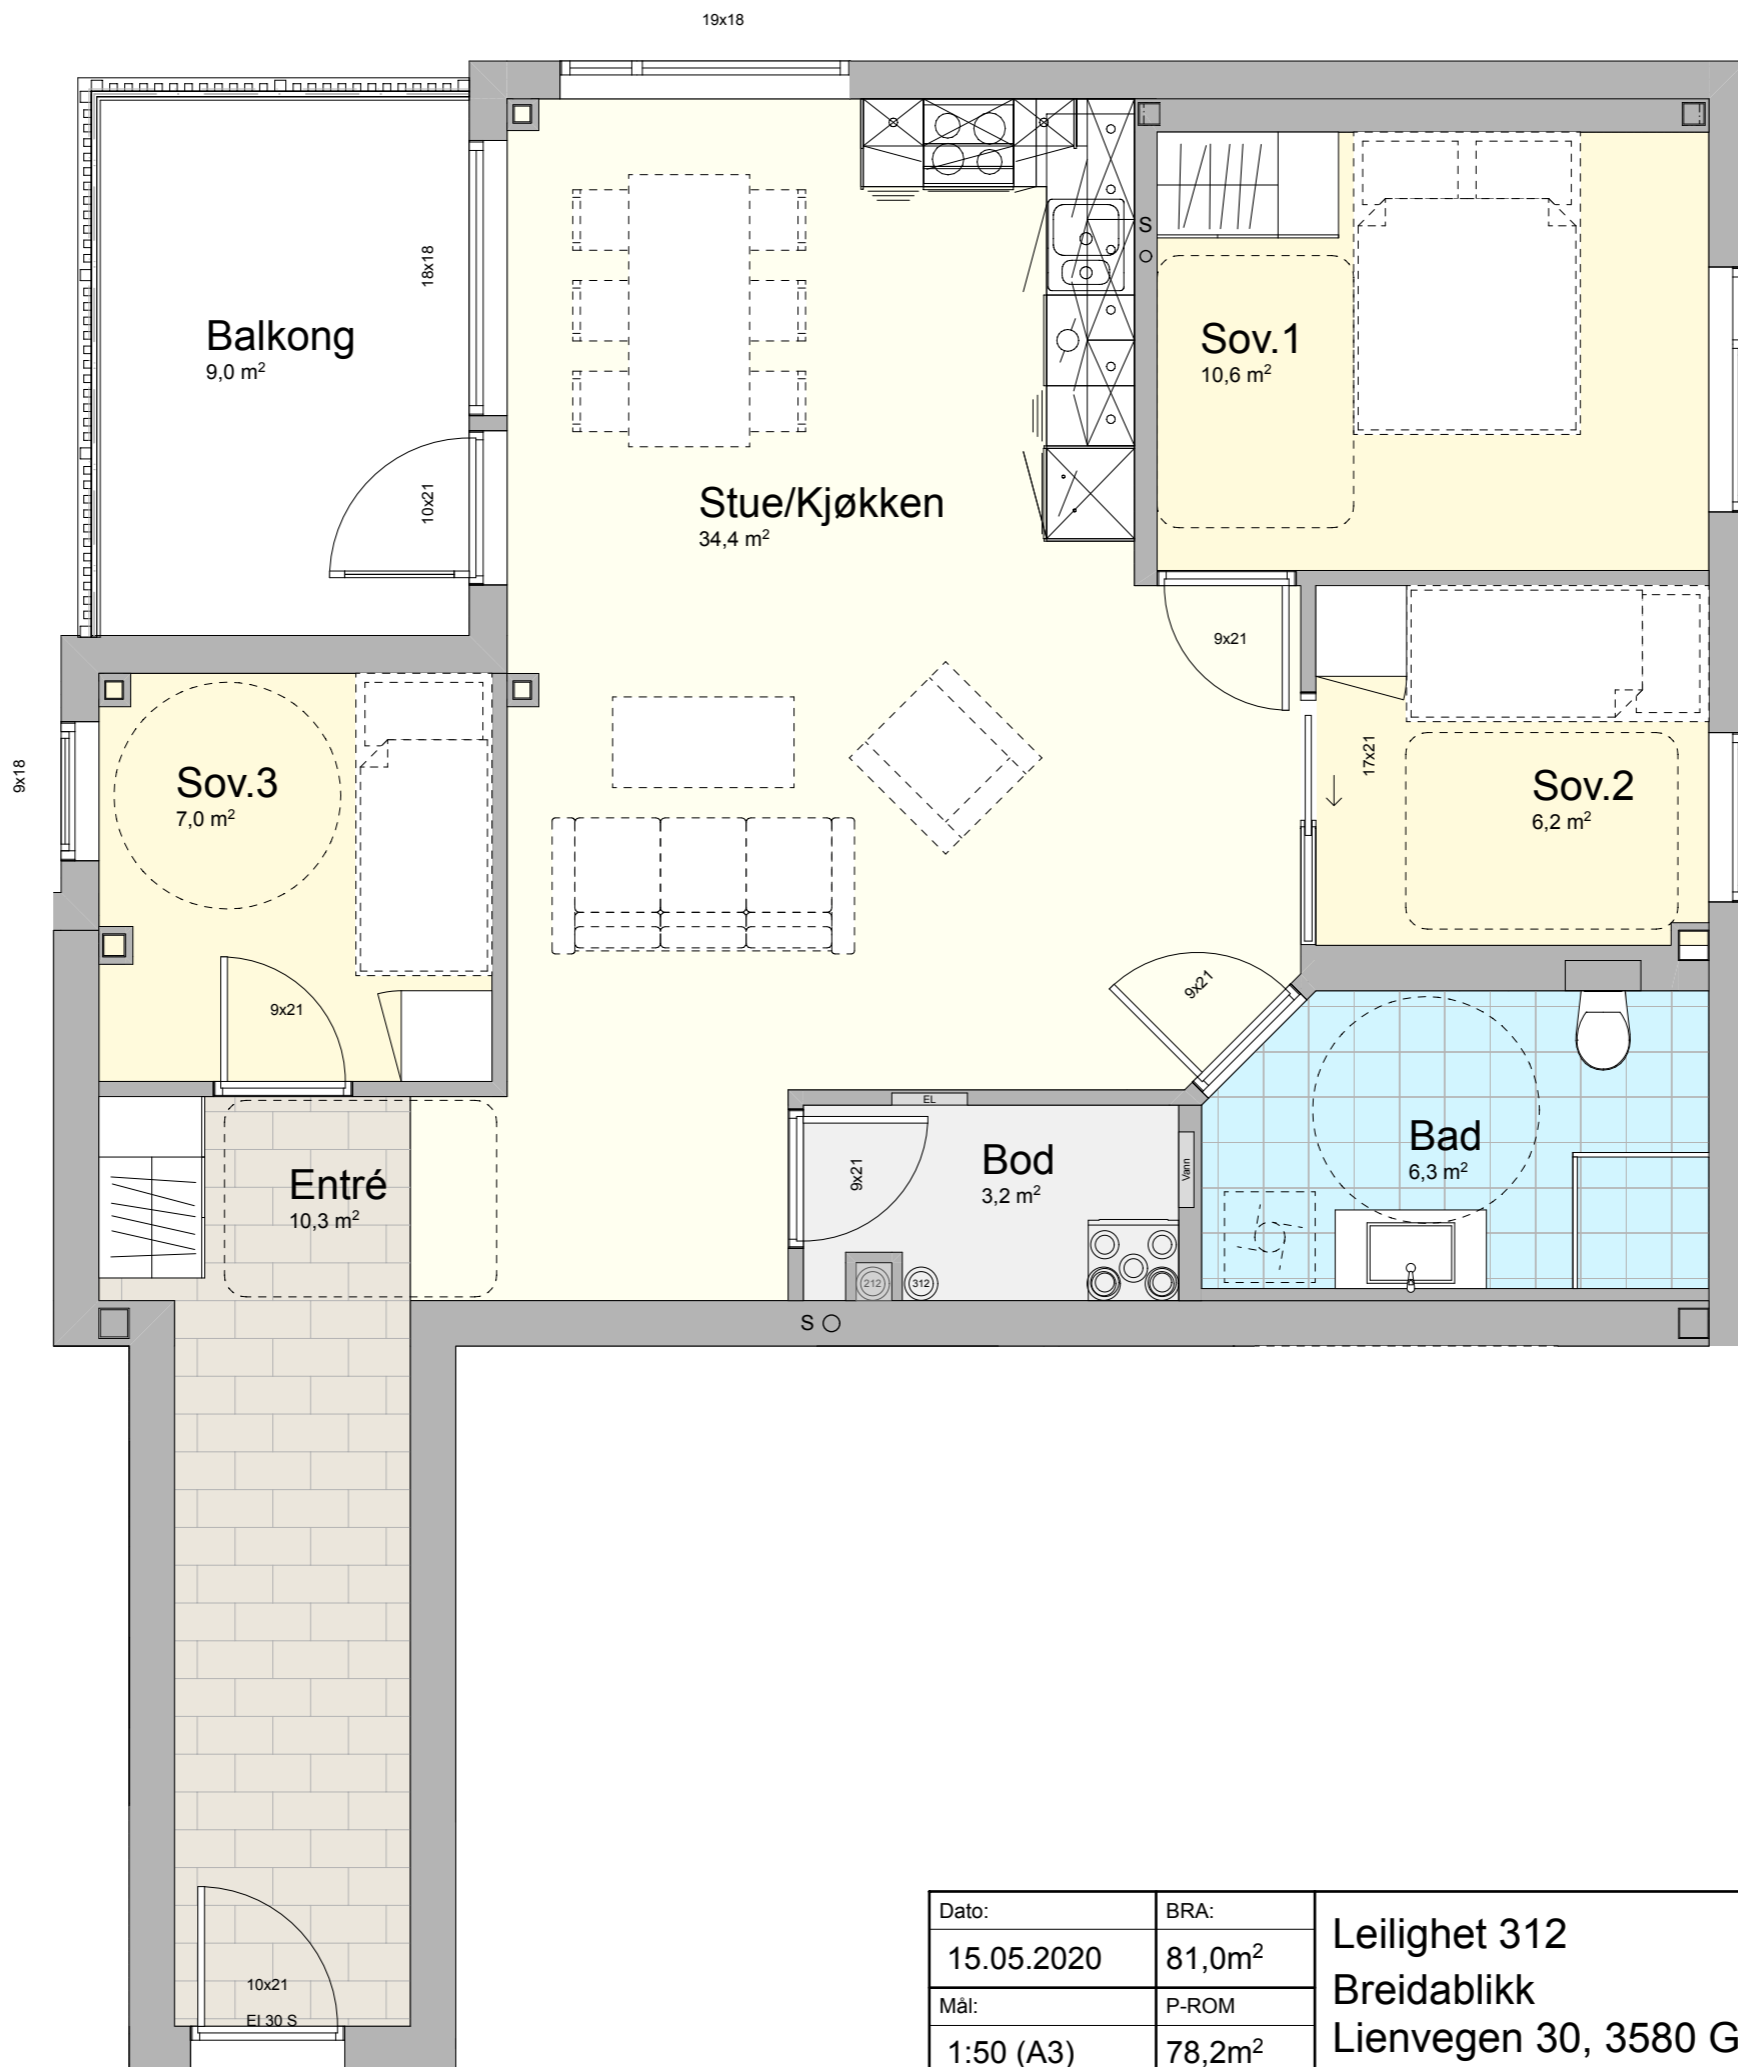 19x18
18x18
Balkong
9,0 m²
10x21
S
Sov.1
10,6 m²
Stue/Kjøkken
34,4 m²
9x21
17x21
Sov.2
6,2 m²
9x18
Sov.3
7,0 m²
9x21
9x21
EL
Entré
10,3 m²
9x21
Bod
3,2 m²
Vann
Bad
6,3 m²
212
312
S
10x21
EI 30 S
Dato:
BRA:
15.05.2020
81,0m²
Leilighet 312
Breidablikk
Mål:
P-ROM
Lienvegen 30, 3580 G
1:50 (A3)
78,2m²